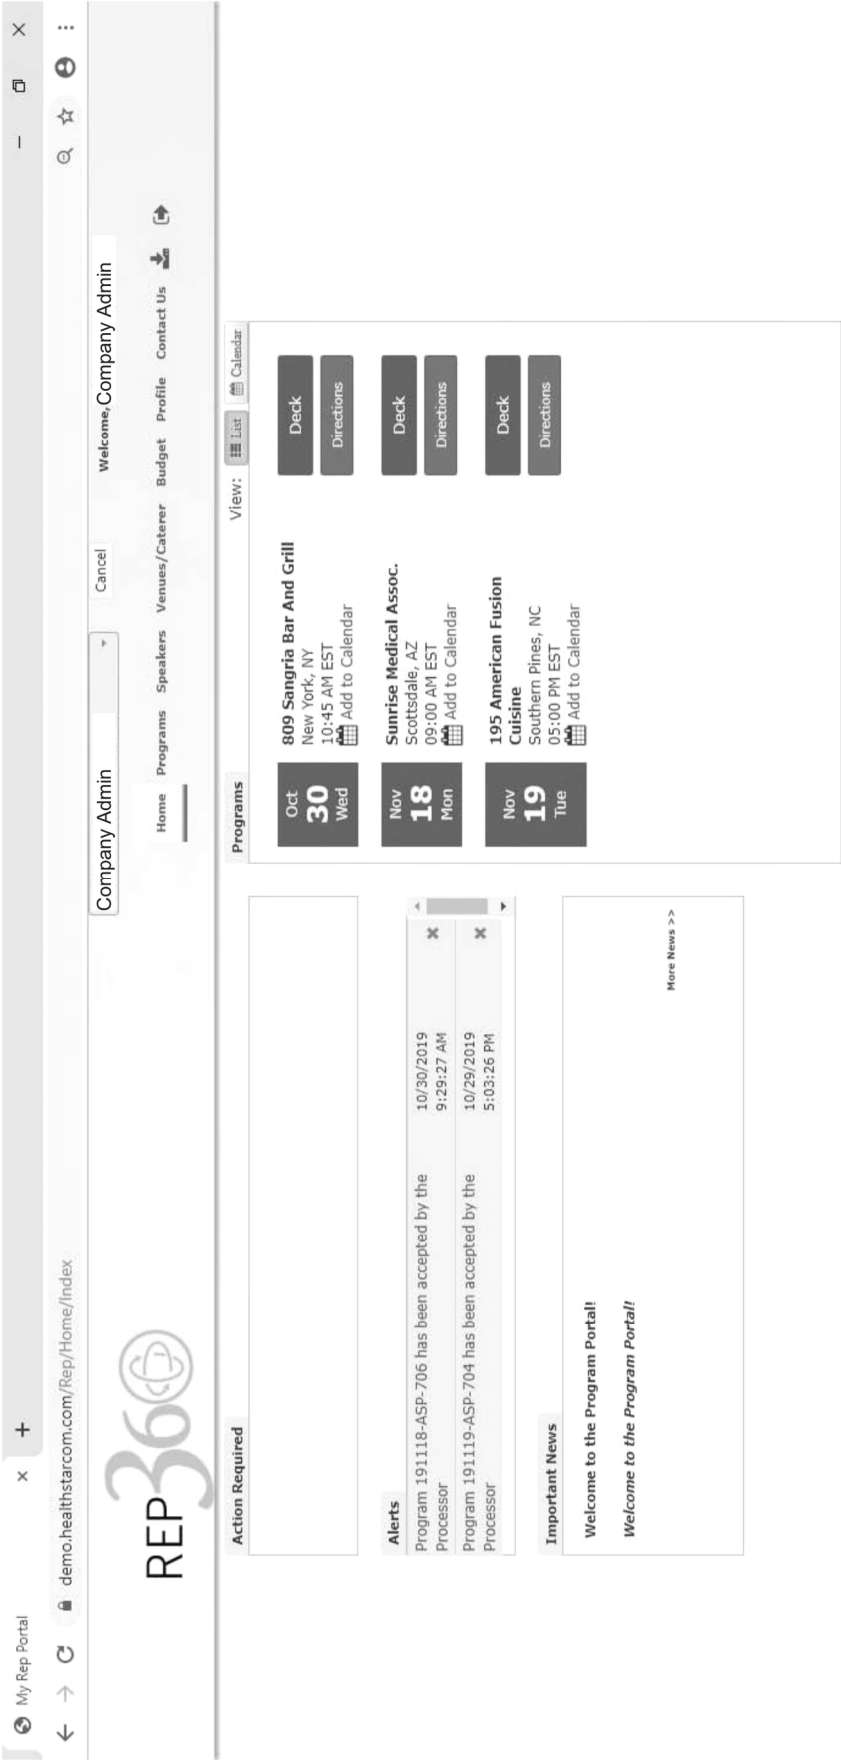 My Rep Portal
demo.healthstarcom.com/Rep/Home/Index
Company Admin
Cancel
Welcome, Company Admin
REP360
Home Programs Speakers Venues/Caterer Budget Profile Contact Us
Action Required
Alerts
Program 191118-ASP-706 has been accepted by the
Processor
10/30/2019
9:29:27 AM
Program 191119-ASP-704 has been accepted by the
Processor
10/29/2019
5:03:26 PM
Important News
Welcome to the Program Portal!
Welcome to the Program Portal!
More News >>
Programs
View: List Calendar
Oct
30
Wed
809 Sangria Bar And Grill
New York, NY
10:45 AM EST
Add to Calendar
Deck
Directions
Nov
18
Mon
Sunrise Medical Assoc.
Scottsdale, AZ
09:00 AM EST
Add to Calendar
Deck
Directions
Nov
19
Tue
195 American Fusion
Cuisine
Southern Pines, NC
05:00 PM EST
Add to Calendar
Deck
Directions